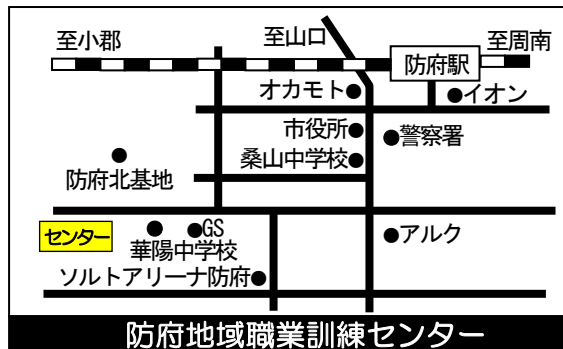 至小郡
至山口
至周南
防府駅
オカモト
イオン
市役所
警察署
桑山中学校
防府北基地
センター
GS
華陽中学校
アルク
ソルトアリーナ防府
防府地域職業訓練センター